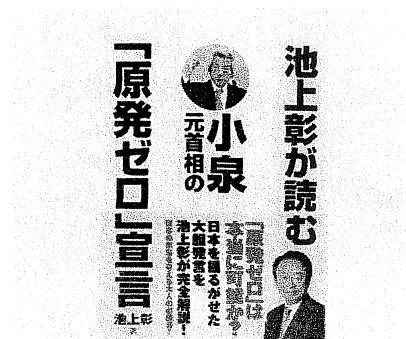 池上彰が読む
小泉
元首相の
「原発ゼロ」宣言
「原発ゼロ」は
本当に可能か?
日本を揺るがせた
大胆発言を
池上彰が完全解説!
池上彰